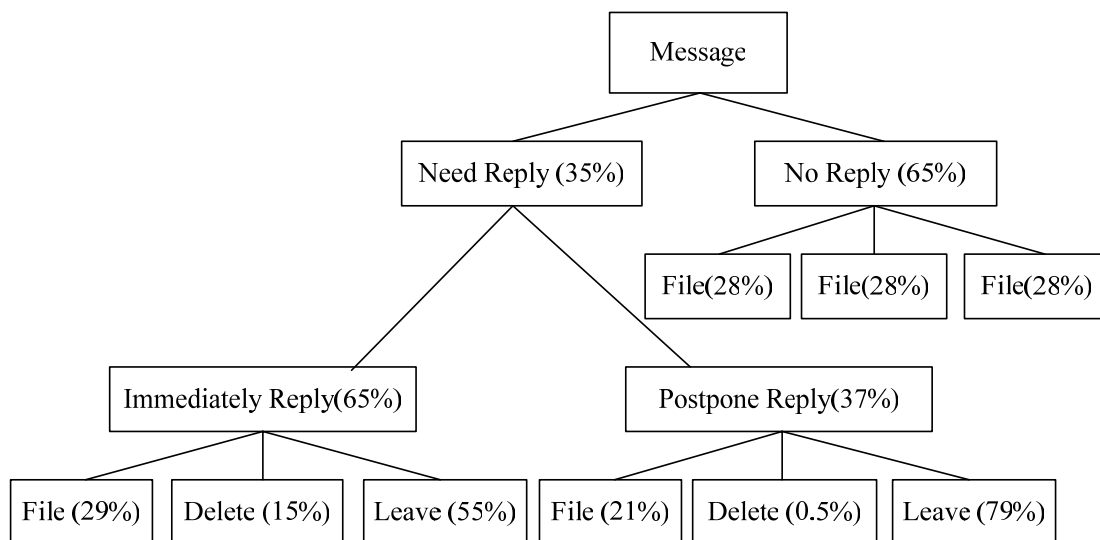 Message
Need Reply (35%)
No Reply (65%)
File(28%)
File(28%)
File(28%)
Immediately Reply(65%)
Postpone Reply(37%)
File (29%)
Delete (15%)
Leave (55%)
File (21%)
Delete (0.5%)
Leave (79%)